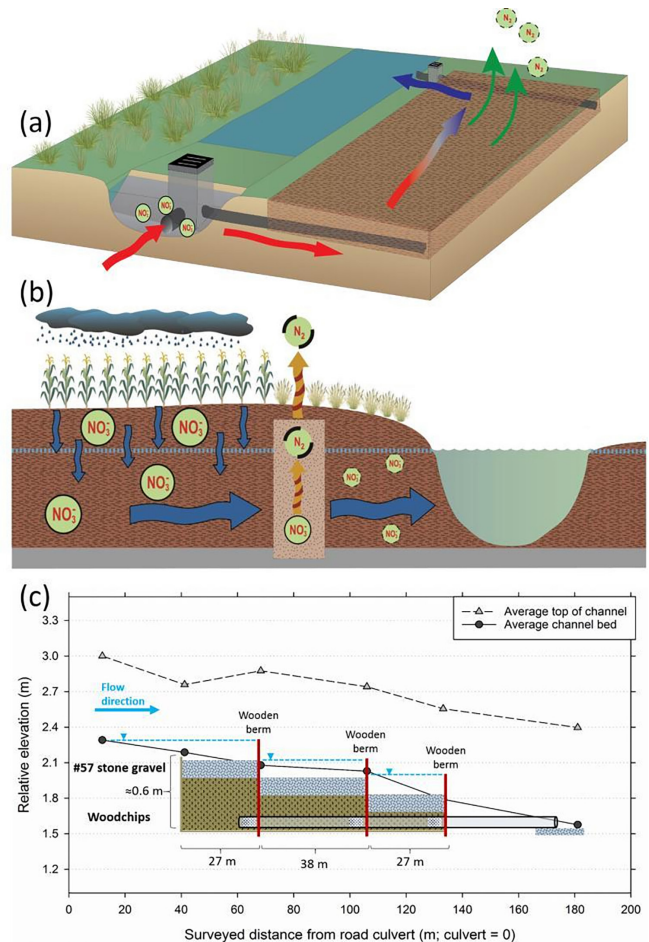 (a)
N₂
N₂
N₂
NO₃⁻
NO₃⁻
NO₃⁻
(b)
N₂
NO₃⁻
NO₃⁻
N₂
NO₃⁻
NO₃⁻
NO₃⁻
NO₃⁻
NO₃⁻
NO₃⁻
(c)
Average top of channel
Average channel bed
Relative elevation (m)
3.3
3.0
2.7
2.4
2.1
1.8
1.5
1.2
Flow
direction
Wooden
berm
Wooden
berm
Wooden
berm
#57 stone gravel
≈0.6 m
Woodchips
27 m
38 m
27 m
0 20 40 60 80 100 120 140 160 180 200
Surveyed distance from road culvert (m; culvert = 0)